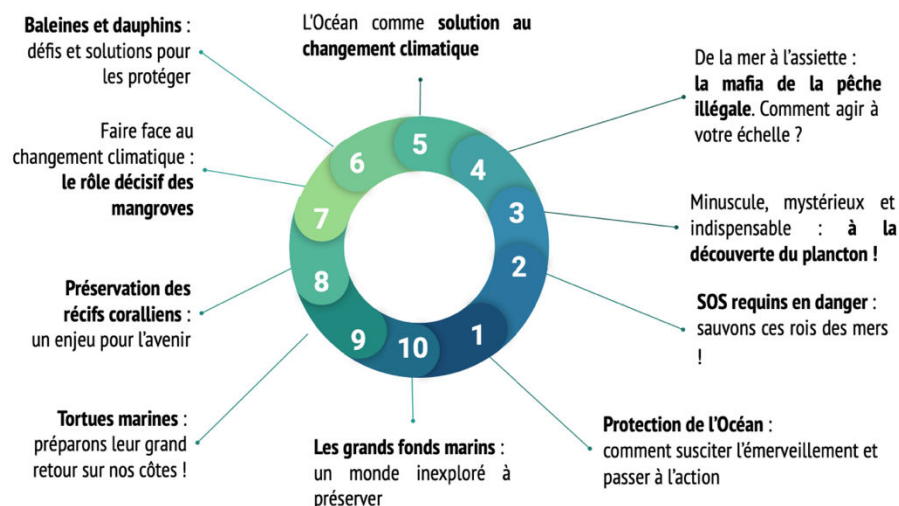 Baleines et dauphins :
défis et solutions pour
les protéger
L'Océan comme solution au
changement climatique
De la mer à l'assiette :
la mafia de la pêche
illégale. Comment agir à
votre échelle ?
Faire face au
changement climatique :
le rôle décisif des
mangroves
Minuscule, mystérieux et
indispensable : à la
découverte du plancton !
Préservation des
récifs coralliens :
un enjeu pour l'avenir
SOS requins en danger :
sauvons ces rois des mers
!
Tortues marines :
préparons leur grand
retour sur nos côtes !
Les grands fonds marins :
un monde inexploré à
préserver
Protection de l'Océan :
comment susciter l'émerveillement et
passer à l'action
5
6
4
7
3
8
2
9
10
1